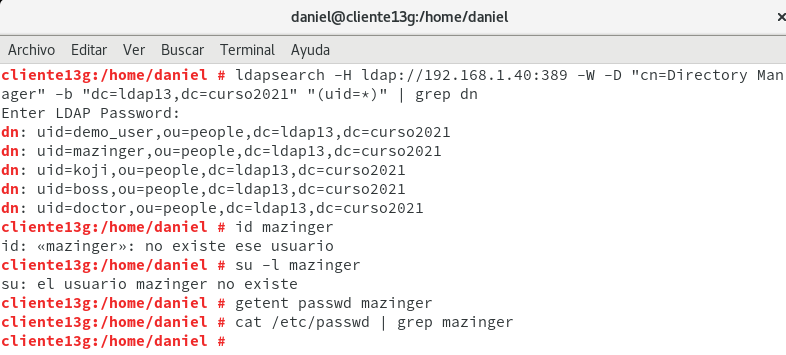 daniel@cliente13g:/home/daniel
Archivo Editar Ver Buscar Terminal Ayuda
cliente13g:/home/daniel # ldapsearch -H ldap://192.168.1.40:389 -W -D "cn=Directory Man
ager" -b "dc=ldap13,dc=curso2021" "(uid=*)" | grep dn
Enter LDAP Password:
dn: uid=demo_user,ou=people,dc=ldap13,dc=curso2021
dn: uid=mazinger,ou=people,dc=ldap13,dc=curso2021
dn: uid=koji,ou=people,dc=ldap13,dc=curso2021
dn: uid=boss,ou=people,dc=ldap13,dc=curso2021
dn: uid=doctor,ou=people,dc=ldap13,dc=curso2021
cliente13g:/home/daniel # id mazinger
id: «mazinger»: no existe ese usuario
cliente13g:/home/daniel # su -l mazinger
su: el usuario mazinger no existe
cliente13g:/home/daniel # getent passwd mazinger
cliente13g:/home/daniel # cat /etc/passwd | grep mazinger
cliente13g:/home/daniel #